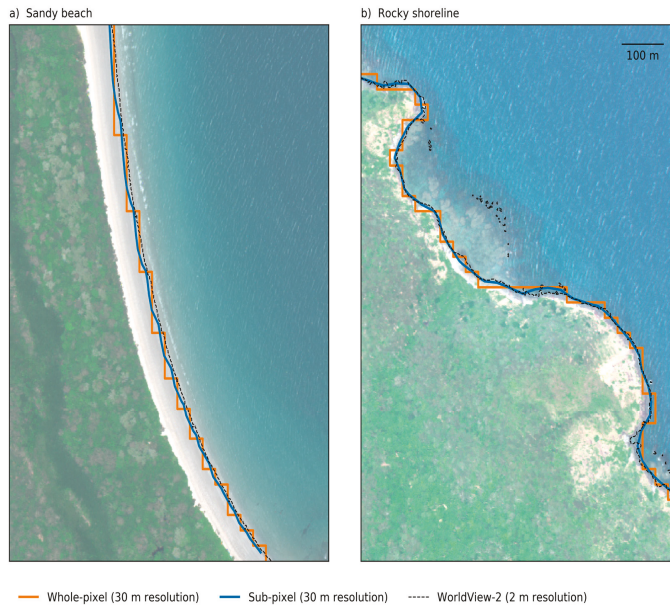 a) Sandy beach
b) Rocky shoreline
100 m
Whole-pixel (30 m resolution)
Sub-pixel (30 m resolution)
WorldView-2 (2 m resolution)